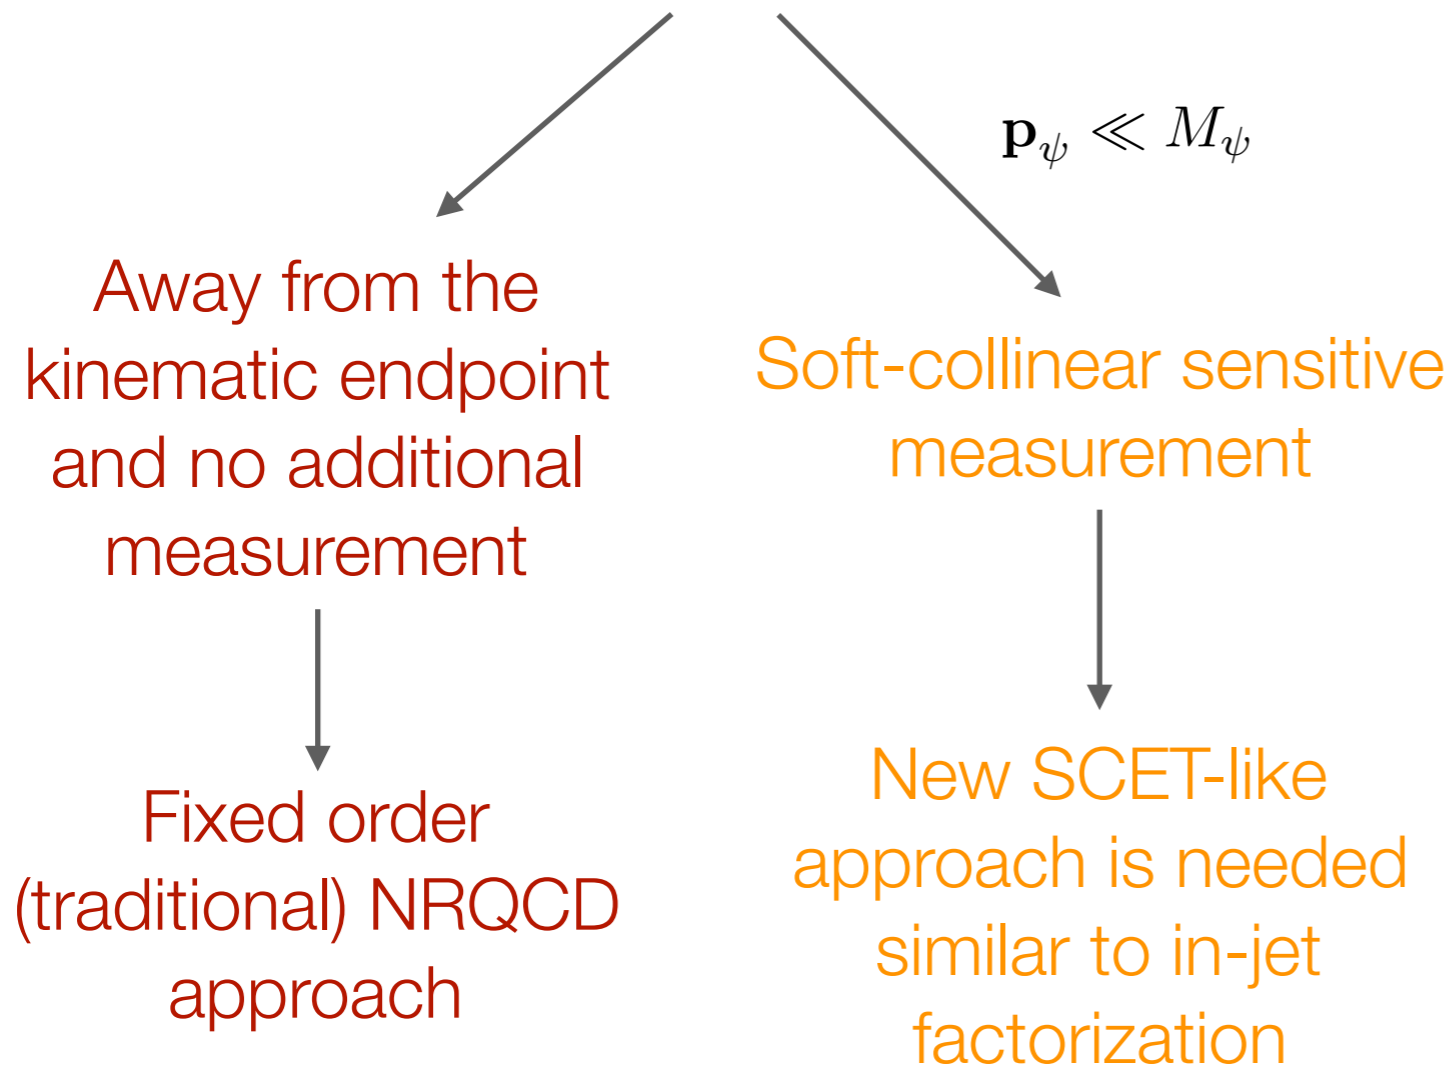 𝐩_ψ ≪ M_ψ
Away from the
kinematic endpoint
and no additional
measurement
Fixed order
(traditional) NRQCD
approach
Soft-collinear sensitive
measurement
New SCET-like
approach is needed
similar to in-jet
factorization